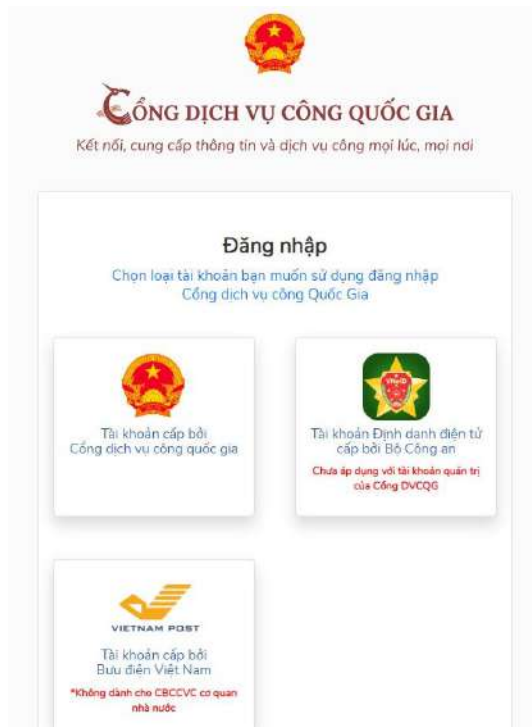 CỔNG DỊCH VỤ CÔNG QUỐC GIA
Kết nối, cung cấp thông tin và dịch vụ công mọi lúc, mọi nơi
Đăng nhập
Chọn loại tài khoản bạn muốn sử dụng đăng nhập
Cổng dịch vụ công Quốc Gia
Tài khoản cấp bởi
Cổng dịch vụ công quốc gia
VNeID
Tài khoản Định danh điện tử
cấp bởi Bộ Công an
Chưa áp dụng với tài khoản quản trị
của Cổng DVCQG
VIETNAM POST
Tài khoản cấp bởi
Bưu điện Việt Nam
*Không dành cho CBCCVC cơ quan
nhà nước